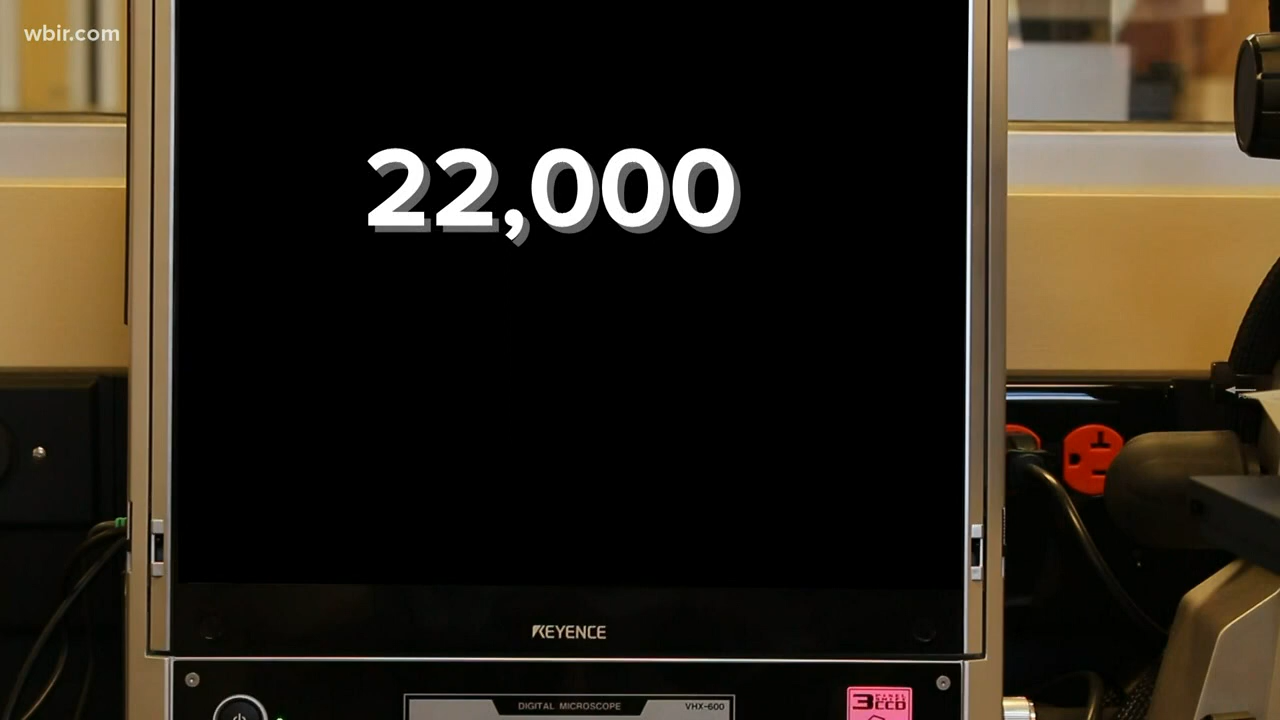 wbir.com
22,000
KEYENCE
DIGITAL MICROSCOPE VHX-600
3CCD